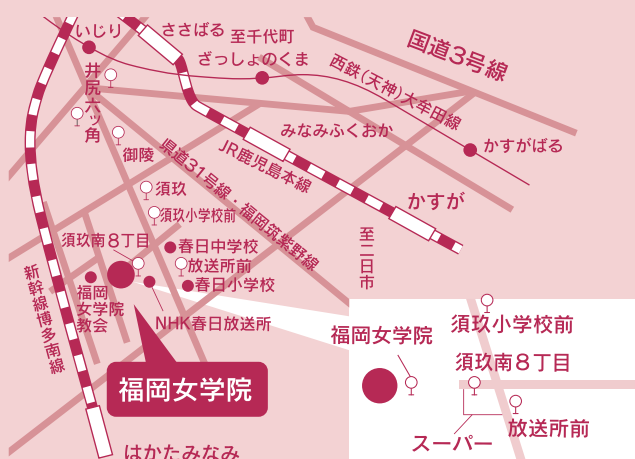 いじり
ささばる
至千代町
国道3号線
ざっしょのくま
西鉄(天神)大牟田線
井尻六ッ角
みなみふくおか
かすがばる
御陵
県道31号線・福岡筑紫野線
JR鹿児島本線
須玖
かすが
須玖小学校前
須玖南8丁目
春日中学校
至二日市
放送所前
新幹線博多南線
福岡
女学院
教会
春日小学校
NHK春日放送所
福岡女学院
はかたみなみ
須玖小学校前
福岡女学院
須玖南8丁目
放送所前
スーパー